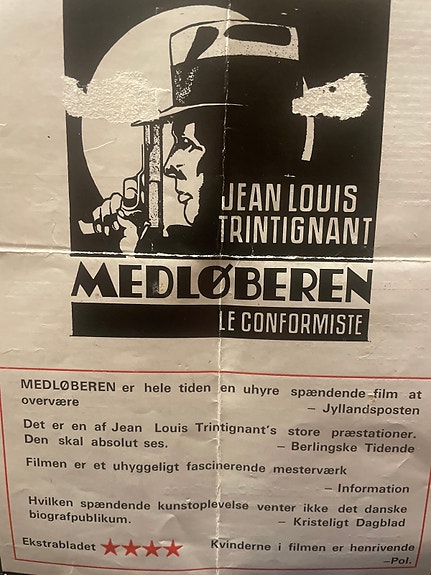 JEAN LOUIS
TRINTIGNANT
MEDLØBEREN
LE CONFORMISTE
MEDLØBEREN er hele tiden en uhyre spændende film at
overvære
– Jyllandsposten
Det er en af Jean Louis Trintignant's store præstationer.
Den skal absolut ses. – Berlingske Tidende
Filmen er et uhyggeligt fascinerende mesterværk
– Information
Hvilken spændende kunstoplevelse venter ikke det danske
biografpublikum. – Kristeligt Dagblad
Ekstrabladet ★★★★ Kvinderne i filmen er henrivende
–Pol.